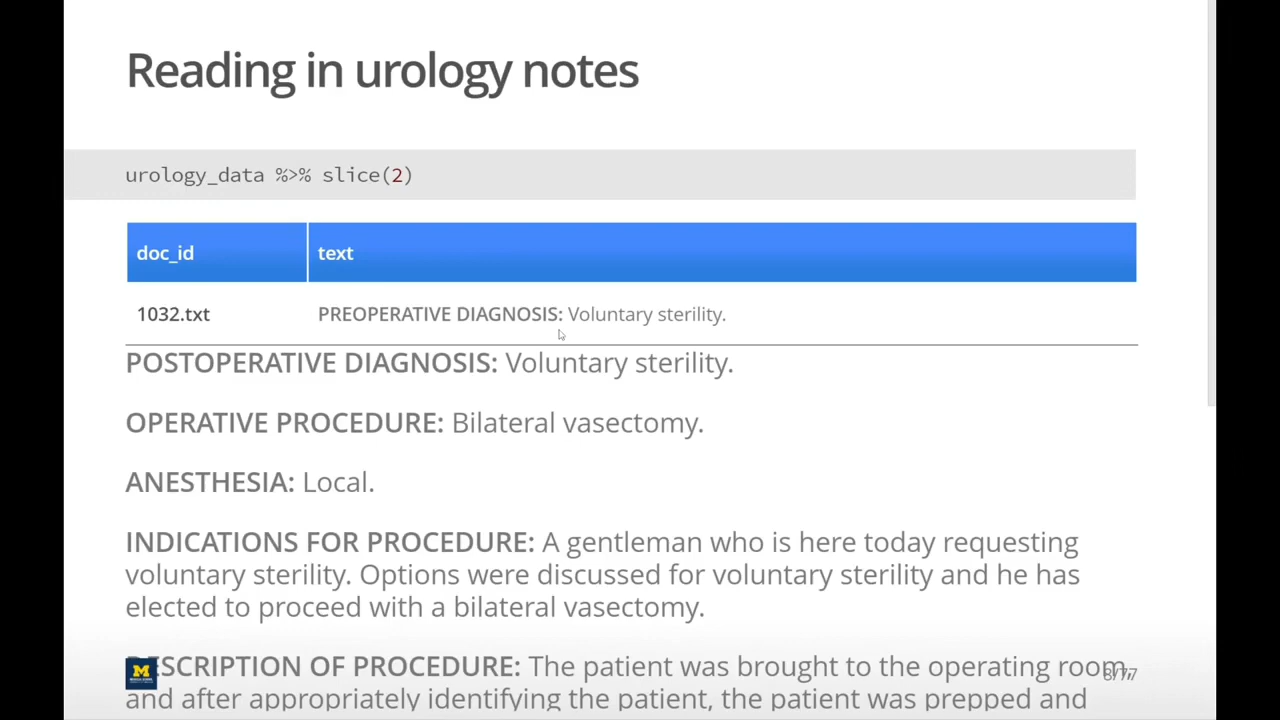 Reading in urology notes
urology_data %>% slice(2)
doc_id text
1032.txt PREOPERATIVE DIAGNOSIS: Voluntary sterility.
POSTOPERATIVE DIAGNOSIS: Voluntary sterility.
OPERATIVE PROCEDURE: Bilateral vasectomy.
ANESTHESIA: Local.
INDICATIONS FOR PROCEDURE: A gentleman who is here today requesting
voluntary sterility. Options were discussed for voluntary sterility and he has
elected to proceed with a bilateral vasectomy.
DESCRIPTION OF PROCEDURE: The patient was brought to the operating room,
and after appropriately identifying the patient, the patient was prepped and
M